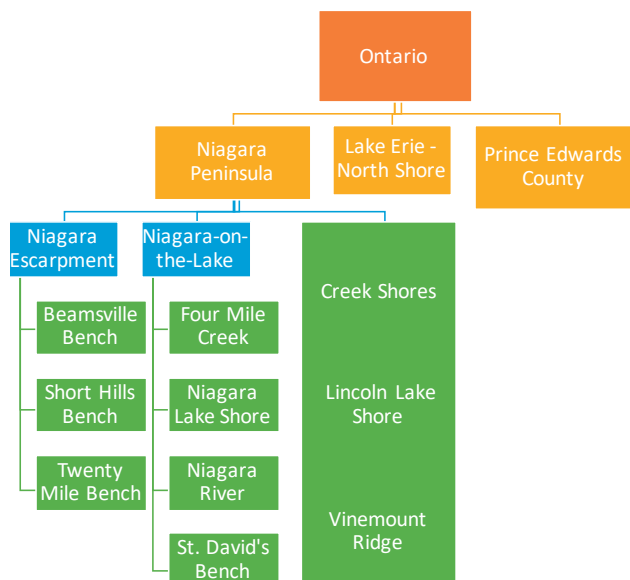 Ontario
Niagara
Peninsula
Lake Erie -
North Shore
Prince Edwards
County
Niagara
Escarpment
Niagara-on-
the-Lake
Beamsville
Bench
Short Hills
Bench
Twenty
Mile Bench
Four Mile
Creek
Niagara
Lake Shore
Niagara
River
St. David's
Bench
Creek Shores
Lincoln Lake
Shore
Vinemount
Ridge